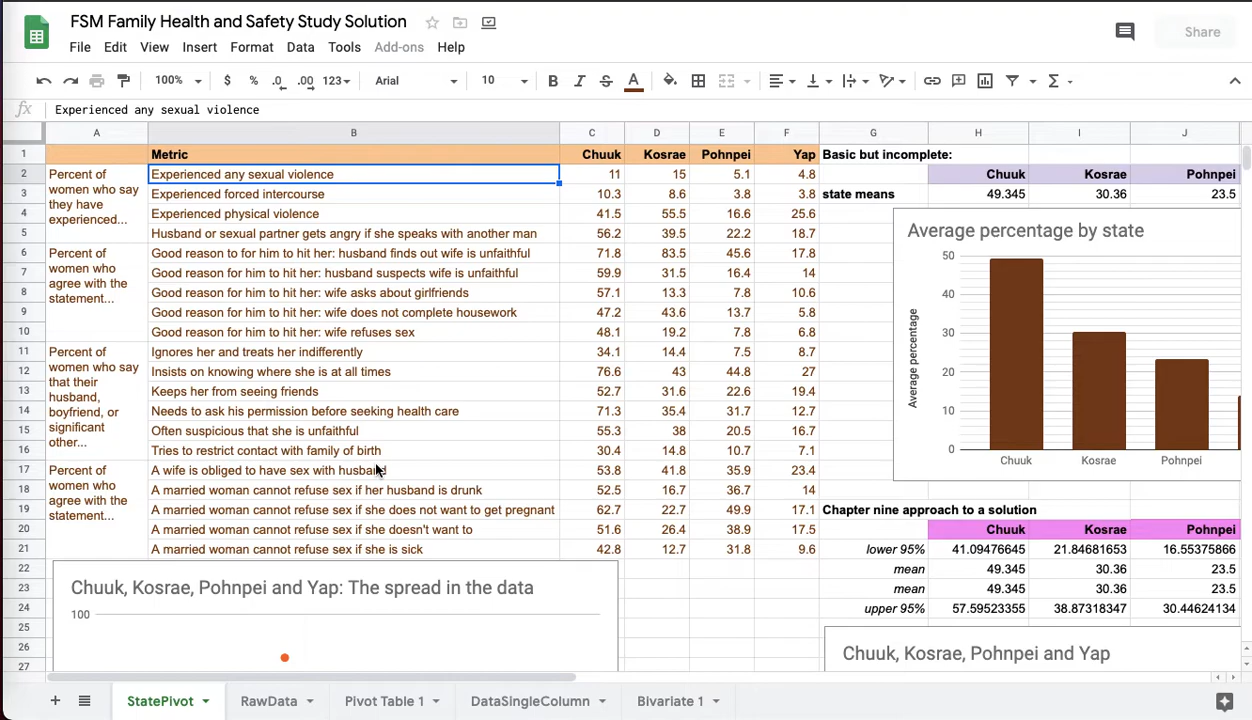 FSM Family Health and Safety Study Solution
File Edit View Insert Format Data Tools Add-ons Help
Share
100% $ % .0 .00 123 Arial 10 B I S A
fx Experienced any sexual violence
A B C D E F G H I J
1 Metric Chuuk Kosrae Pohnpei Yap Basic but incomplete:
2 Percent of women who say they have experienced... Experienced any sexual violence 11 15 5.1 4.8 Chuuk Kosrae Pohnpei
3 Experienced forced intercourse 10.3 8.6 3.8 3.8 state means 49.345 30.36 23.5
4 Experienced physical violence 41.5 55.5 16.6 25.6
5 Husband or sexual partner gets angry if she speaks with another man 56.2 39.5 22.2 18.7
6 Percent of women who agree with the statement... Good reason to for him to hit her: husband finds out wife is unfaithful 71.8 83.5 45.6 17.8
7 Good reason for him to hit her: husband suspects wife is unfaithful 59.9 31.5 16.4 14
8 Good reason for him to hit her: wife asks about girlfriends 57.1 13.3 7.8 10.6
9 Good reason for him to hit her: wife does not complete housework 47.2 43.6 13.7 5.8
10 Good reason for him to hit her: wife refuses sex 48.1 19.2 7.8 6.8
11 Percent of women who say that their husband, boyfriend, or significant other... Ignores her and treats her indifferently 34.1 14.4 7.5 8.7
12 Insists on knowing where she is at all times 76.6 43 44.8 27
13 Keeps her from seeing friends 52.7 31.6 22.6 19.4
14 Needs to ask his permission before seeking health care 71.3 35.4 31.7 12.7
15 Often suspicious that she is unfaithful 55.3 38 20.5 16.7
16 Tries to restrict contact with family of birth 30.4 14.8 10.7 7.1
17 Percent of women who agree with the statement... A wife is obliged to have sex with husband 53.8 41.8 35.9 23.4
18 A married woman cannot refuse sex if her husband is drunk 52.5 16.7 36.7 14
19 A married woman cannot refuse sex if she does not want to get pregnant 62.7 22.7 49.9 17.1 Chapter nine approach to a solution
20 A married woman cannot refuse sex if she doesn't want to 51.6 26.4 38.9 17.5 Chuuk Kosrae Pohnpei
21 A married woman cannot refuse sex if she is sick 42.8 12.7 31.8 9.6 lower 95% 41.09476645 21.84681653 16.55375866
22 mean 49.345 30.36 23.5
23 mean 49.345 30.36 23.5
24 upper 95% 57.59523355 38.87318347 30.44624134
25
26
27
Average percentage by state
Average percentage
50
40
30
20
10
0
Chuuk Kosrae Pohnpei
Chuuk, Kosrae, Pohnpei and Yap: The spread in the data
100
Chuuk, Kosrae, Pohnpei and Yap
StatePivot RawData Pivot Table 1 DataSingleColumn Bivariate 1